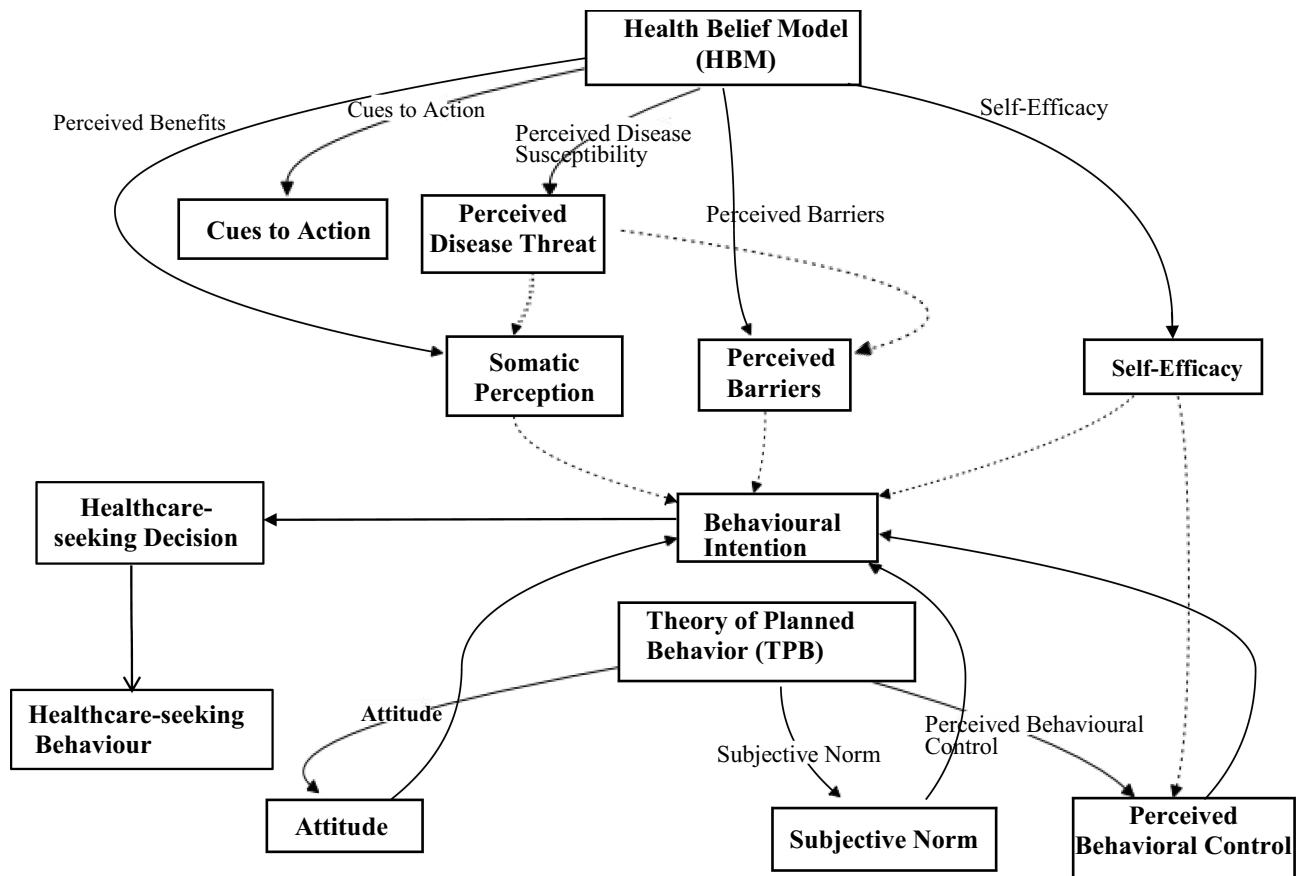 Health Belief Model
(HBM)
Cues to Action
Self-Efficacy
Perceived Benefits
Perceived Disease
Susceptibility
Cues to Action
Perceived
Disease Threat
Perceived Barriers
Somatic
Perception
Perceived
Barriers
Self-Efficacy
Healthcare-
seeking Decision
Behavioural
Intention
Theory of Planned
Behavior (TPB)
Healthcare-seeking
Behaviour
Attitude
Subjective Norm
Perceived Behavioural
Control
Attitude
Subjective Norm
Perceived
Behavioral Control